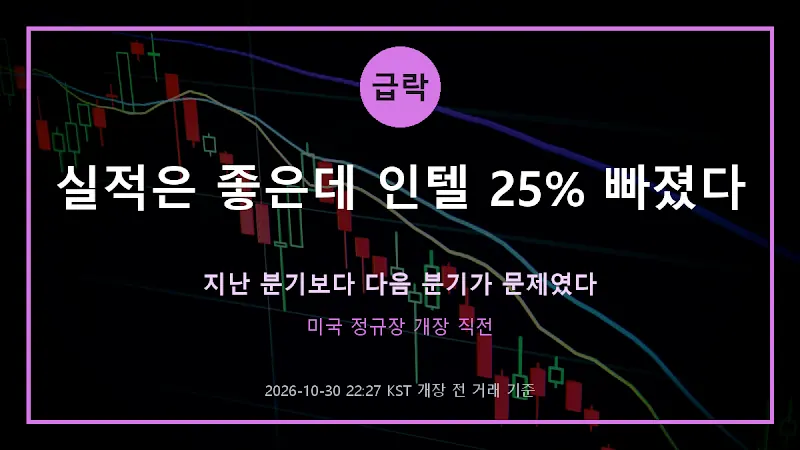 급락
실적은 좋은데 인텔 25% 빠졌다
지난 분기보다 다음 분기가 문제였다
미국 정규장 개장 직전
2026-10-30 22:27 KST 개장 전 거래 기준